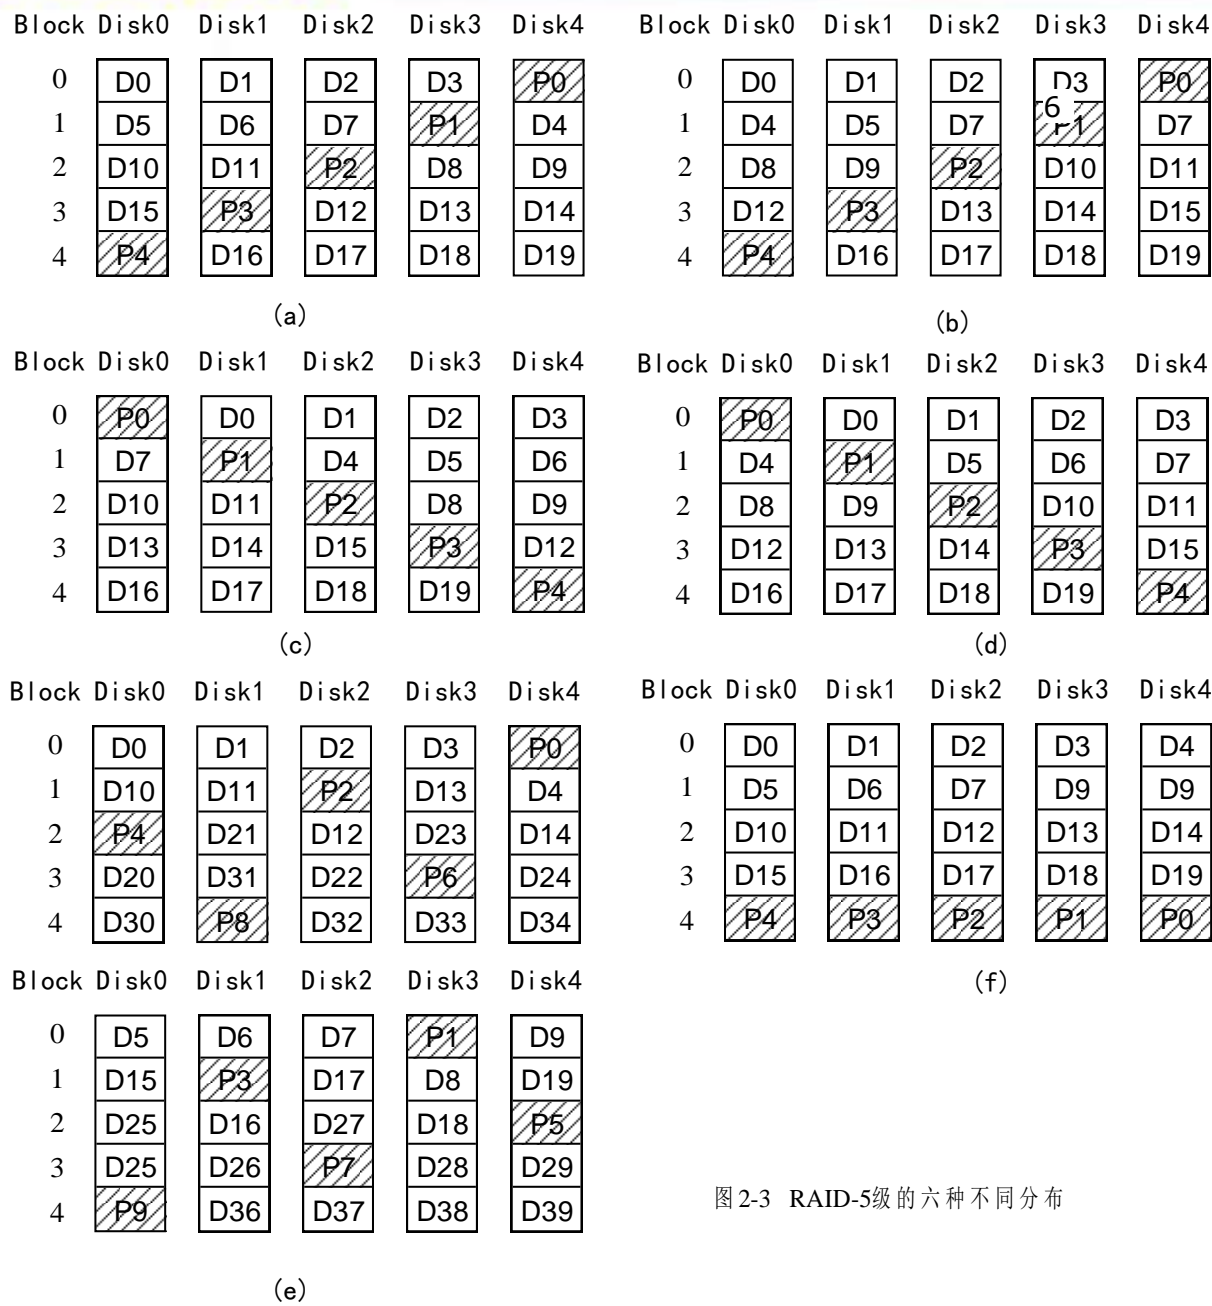 Block Disk0 Disk1 Disk2 Disk3 Disk4
0 D0 D1 D2 D3 P0
1 D5 D6 D7 P1 D4
2 D10 D11 P2 D8 D9
3 D15 P3 D12 D13 D14
4 P4 D16 D17 D18 D19
(a)
Block Disk0 Disk1 Disk2 Disk3 Disk4
0 D0 D1 D2 D3 P0
6
1 D4 D5 D7 P1 D7
2 D8 D9 P2 D10 D11
3 D12 P3 D13 D14 D15
4 P4 D16 D17 D18 D19
(b)
Block Disk0 Disk1 Disk2 Disk3 Disk4
0 P0 D0 D1 D2 D3
1 D7 P1 D4 D5 D6
2 D10 D11 P2 D8 D9
3 D13 D14 D15 P3 D12
4 D16 D17 D18 D19 P4
(c)
Block Disk0 Disk1 Disk2 Disk3 Disk4
0 P0 D0 D1 D2 D3
1 D4 P1 D5 D6 D7
2 D8 D9 P2 D10 D11
3 D12 D13 D14 P3 D15
4 D16 D17 D18 D19 P4
(d)
Block Disk0 Disk1 Disk2 Disk3 Disk4
0 D0 D1 D2 D3 P0
1 D10 D11 P2 D13 D4
2 P4 D21 D12 D23 D14
3 D20 D31 D22 P6 D24
4 D30 P8 D32 D33 D34
Block Disk0 Disk1 Disk2 Disk3 Disk4
0 D5 D6 D7 P1 D9
1 D15 P3 D17 D8 D19
2 D25 D16 D27 D18 P5
3 D25 D26 P7 D28 D29
4 P9 D36 D37 D38 D39
(e)
Block Disk0 Disk1 Disk2 Disk3 Disk4
0 D0 D1 D2 D3 D4
1 D5 D6 D7 D9 D9
2 D10 D11 D12 D13 D14
3 D15 D16 D17 D18 D19
4 P4 P3 P2 P1 P0
(f)
图2-3 RAID-5级的六种不同分布